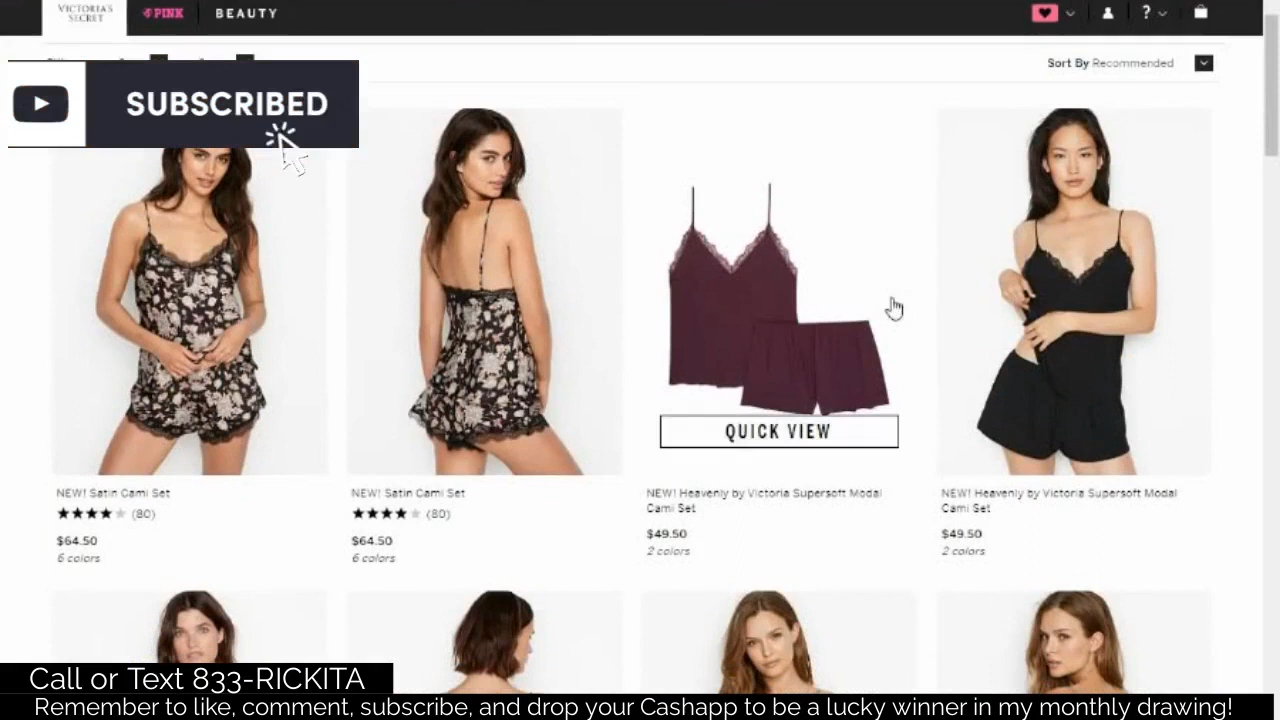 VICTORIA'S
SECRET
PINK
BEAUTY
?
Sort By Recommended
SUBSCRIBED
QUICK VIEW
NEW! Satin Cami Set
(80)
$64.50
6 colors
NEW! Satin Cami Set
(80)
$64.50
6 colors
NEW! Heavenly by Victoria Supersoft Modal
Cami Set
$49.50
2 colors
NEW! Heavenly by Victoria Supersoft Modal
Cami Set
$49.50
2 colors
Call or Text 833-RICKITA
Remember to like, comment, subscribe, and drop your Cashapp to be a lucky winner in my monthly drawing!